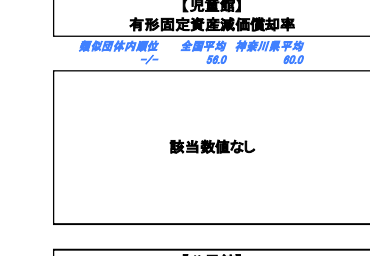 【児童館】
有形固定資産減価償却率
類似団体内順位 全国平均 神奈川県平均
-/- 56.0 60.0
該当数値なし